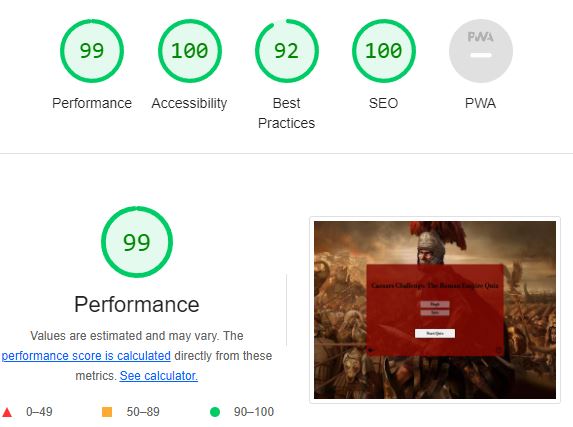 99
100
92
100
PWA
Performance
Accessibility
Best
Practices
SEO
PWA
99
Performance
Values are estimated and may vary. The
performance score is calculated directly from these
metrics. See calculator.
0–49
50–89
90–100
Caesars Challenge: The Roman Empire Quiz
Start Quiz